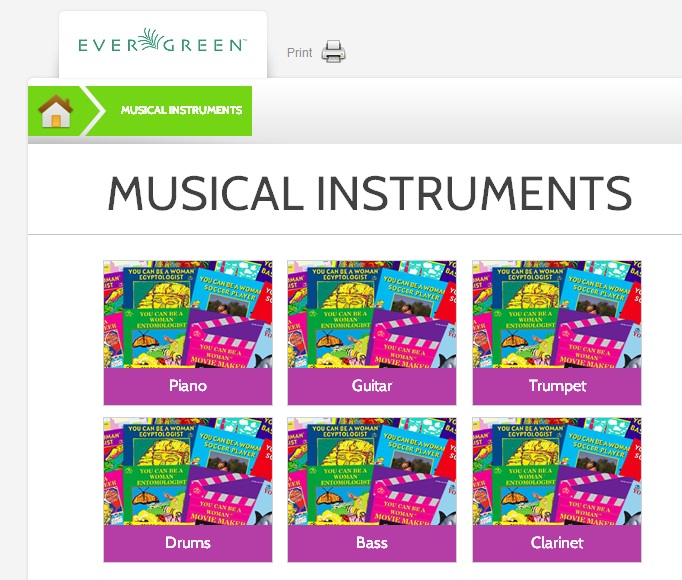 EVERGREEN™
Print
MUSICAL INSTRUMENTS
MUSICAL INSTRUMENTS
YOU CAN BE A WOMAN
EGYPTOLOGIST
YOU CAN BE A WOMAN
SOCCER PLAYER
YOU CAN BE A
WOMAN
ENTOMOLOGIST
YOU CAN BE A
WOMAN
MOVIE MAKER
Piano
YOU CAN BE A WOMAN
EGYPTOLOGIST
YOU CAN BE A WOMAN
SOCCER PLAYER
YOU CAN BE A
WOMAN
ENTOMOLOGIST
YOU CAN BE A
WOMAN
MOVIE MAKER
Guitar
YOU CAN BE A WOMAN
EGYPTOLOGIST
YOU CAN BE A WOMAN
SOCCER PLAYER
YOU CAN BE A
WOMAN
ENTOMOLOGIST
YOU CAN BE A
WOMAN
MOVIE MAKER
Trumpet
YOU CAN BE A WOMAN
EGYPTOLOGIST
YOU CAN BE A WOMAN
SOCCER PLAYER
YOU CAN BE A
WOMAN
ENTOMOLOGIST
YOU CAN BE A
WOMAN
MOVIE MAKER
Drums
YOU CAN BE A WOMAN
EGYPTOLOGIST
YOU CAN BE A WOMAN
SOCCER PLAYER
YOU CAN BE A
WOMAN
ENTOMOLOGIST
YOU CAN BE A
WOMAN
MOVIE MAKER
Bass
YOU CAN BE A WOMAN
EGYPTOLOGIST
YOU CAN BE A WOMAN
SOCCER PLAYER
YOU CAN BE A
WOMAN
ENTOMOLOGIST
YOU CAN BE A
WOMAN
MOVIE MAKER
Clarinet